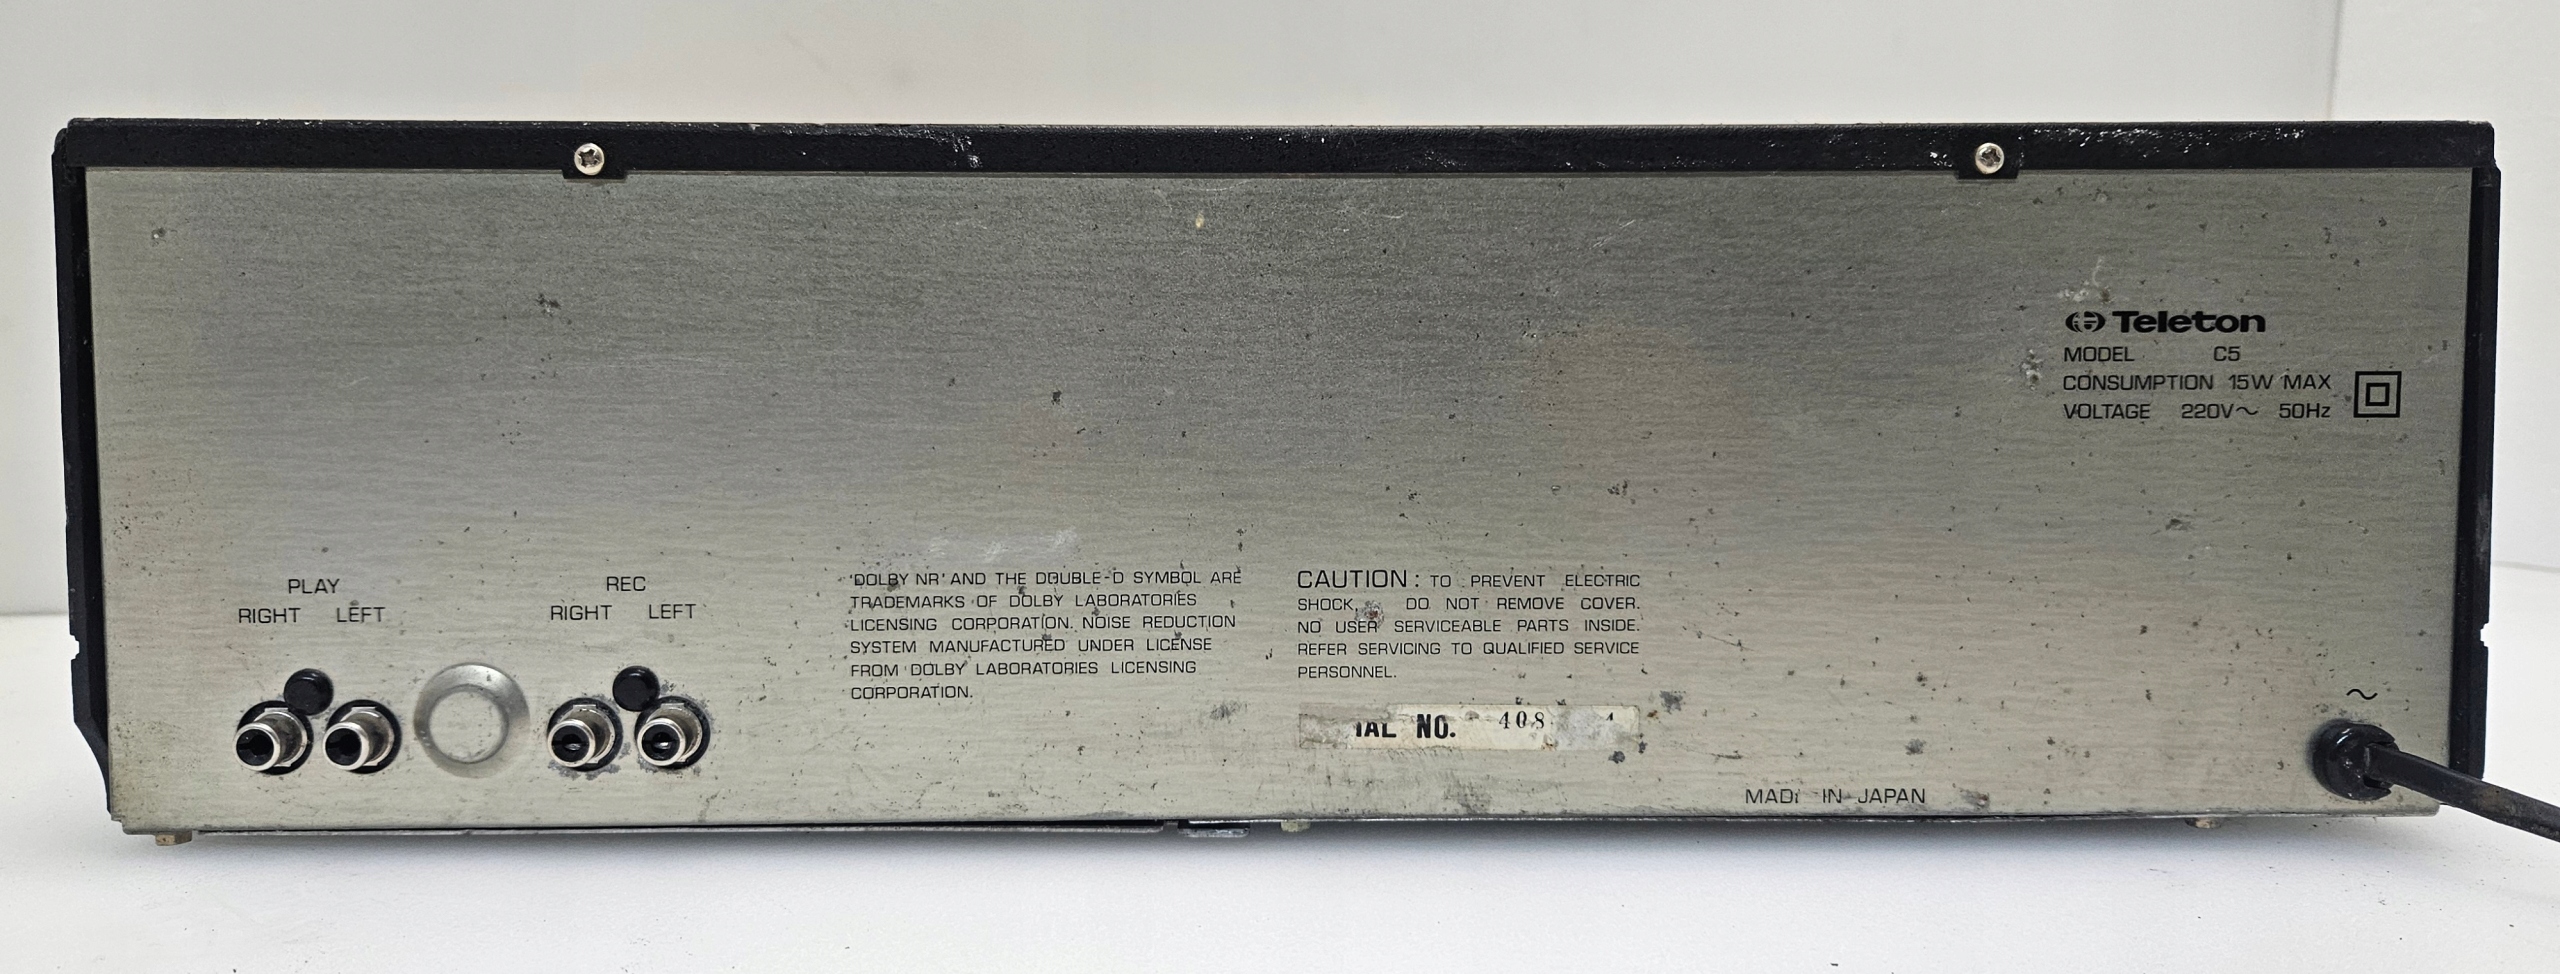 Teleton
MODEL C5
CONSUMPTION 15W MAX
VOLTAGE 220V~ 50Hz
PLAY
RIGHT LEFT
REC
RIGHT LEFT
'DOLBY NR' AND THE DOUBLE-D SYMBOL ARE
TRADEMARKS OF DOLBY LABORATORIES
LICENSING CORPORATION. NOISE REDUCTION
SYSTEM MANUFACTURED UNDER LICENSE
FROM DOLBY LABORATORIES LICENSING
CORPORATION.
CAUTION: TO PREVENT ELECTRIC
SHOCK, DO NOT REMOVE COVER.
NO USER SERVICEABLE PARTS INSIDE.
REFER SERVICING TO QUALIFIED SERVICE
PERSONNEL.
IAL NO. 408
~
MADE IN JAPAN